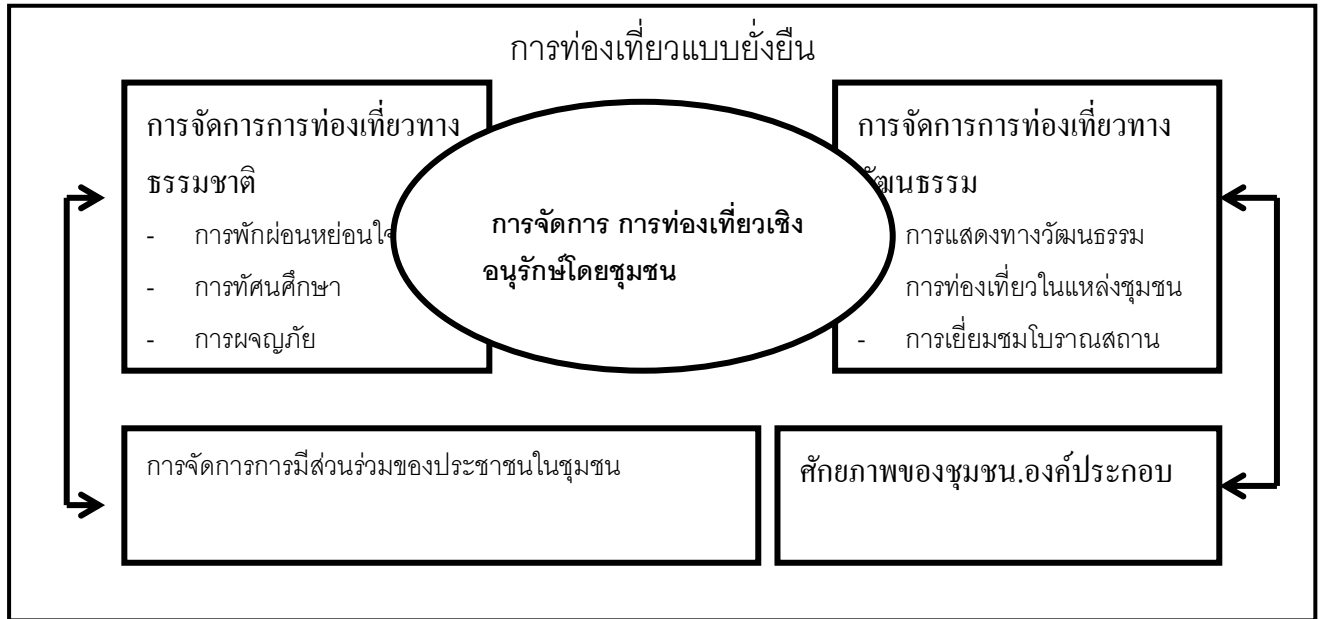 การท่องเที่ยวแบบยั่งยืน
การจัดการการท่องเที่ยวทาง
ธรรมชาติ
- การพักผ่อนหย่อนใจ
- การทัศนศึกษา
- การผจญภัย
การจัดการ การท่องเที่ยวเชิง
อนุรักษ์โดยชุมชน
การจัดการการท่องเที่ยวทาง
วัฒนธรรม
การแสดงทางวัฒนธรรม
การท่องเที่ยวในแหล่งชุมชน
- การเยี่ยมชมโบราณสถาน
การจัดการการมีส่วนร่วมของประชาชนในชุมชน
ศักยภาพของชุมชน.องค์ประกอบ